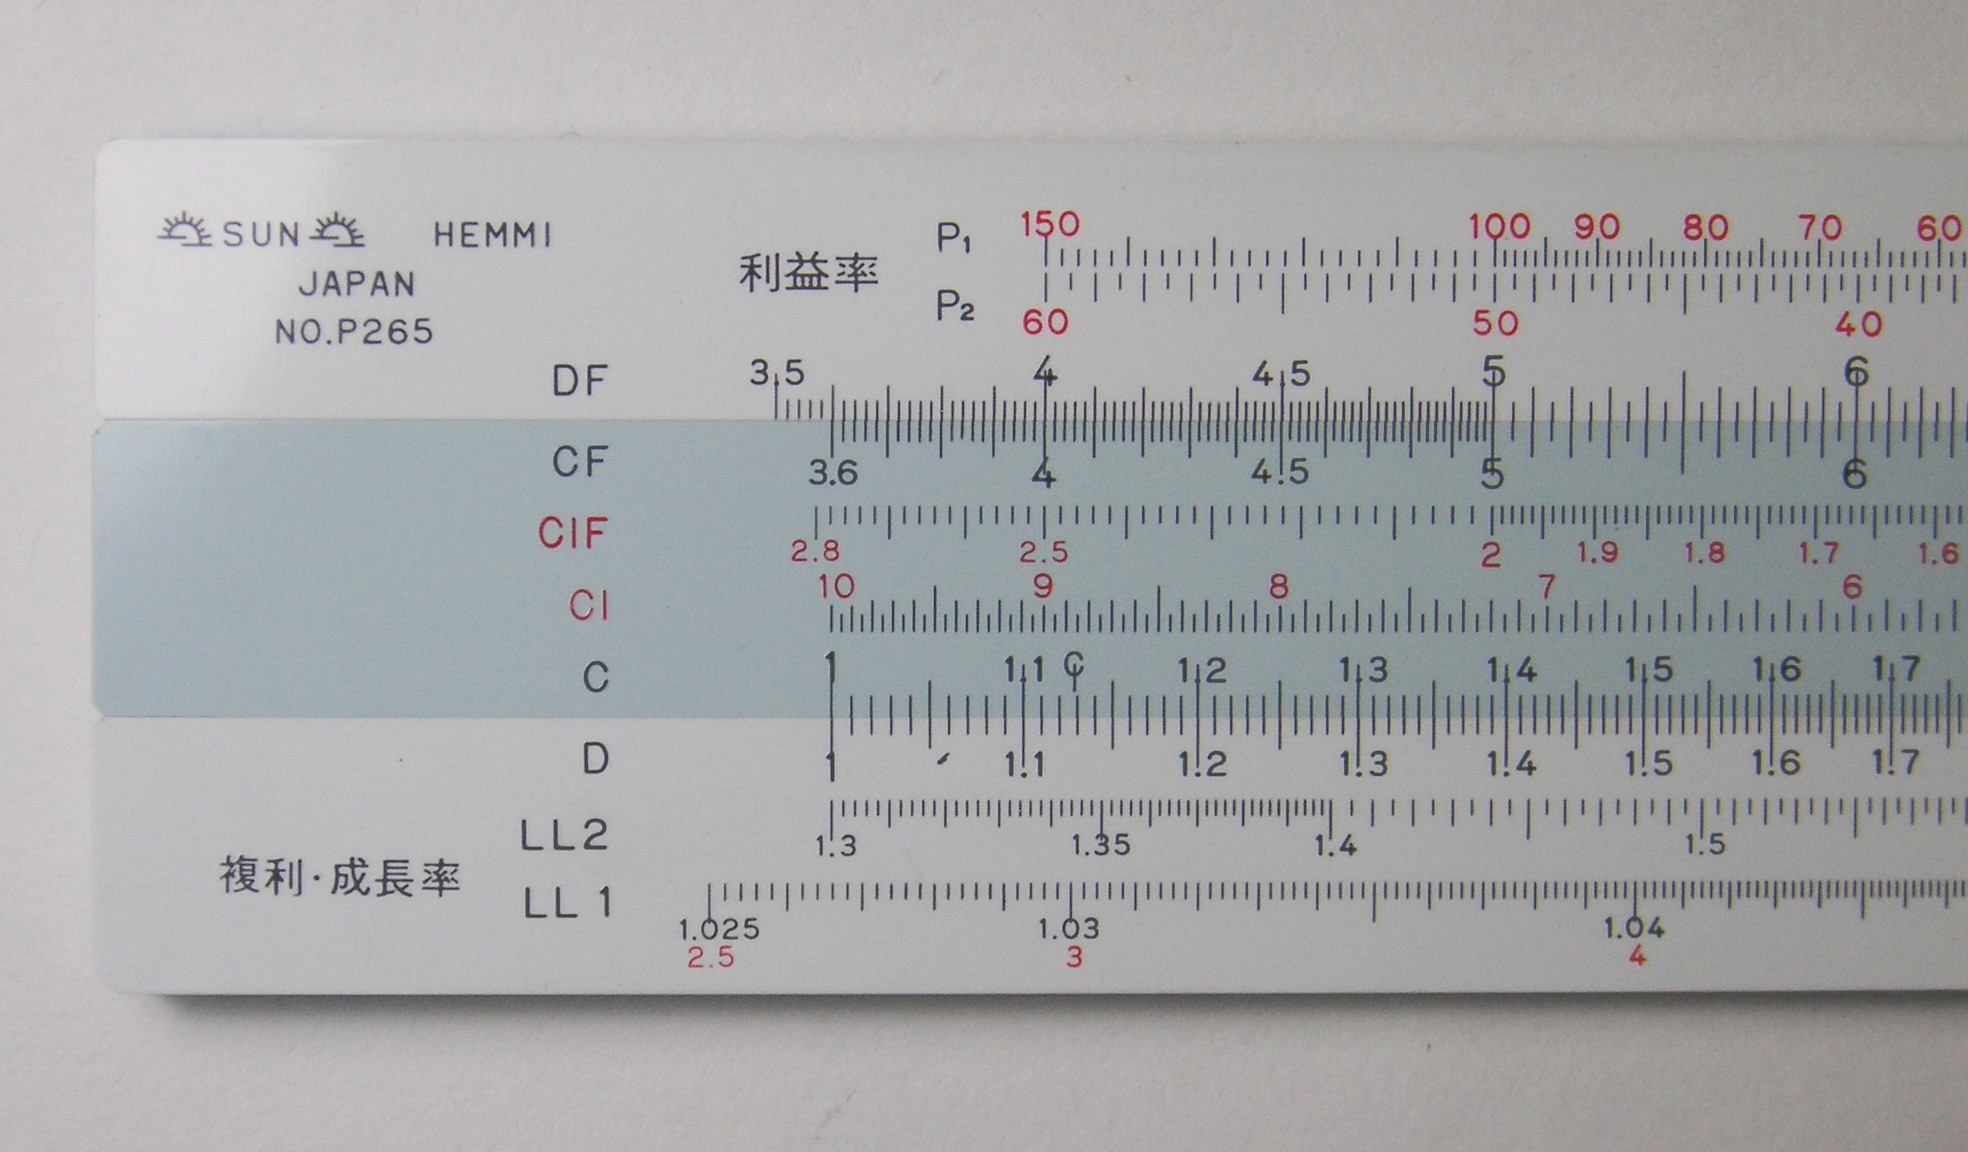 SUN HEMMI
JAPAN
NO.P265
利益率
P1 150 100 90 80 70 60
P2 60 50 40
DF 3.5 4 4.5 5 6
CF 3.6 4 4.5 5 6
CIF 2.8 2.5 2 1.9 1.8 1.7 1.6
CI 10 9 8 7 6
C 1 1.1 C 1.2 1.3 1.4 1.5 1.6 1.7
D 1 1.1 1.2 1.3 1.4 1.5 1.6 1.7
LL2 1.3 1.35 1.4 1.5
複利·成長率
LL1 1.025 1.03 1.04
2.5 3 4